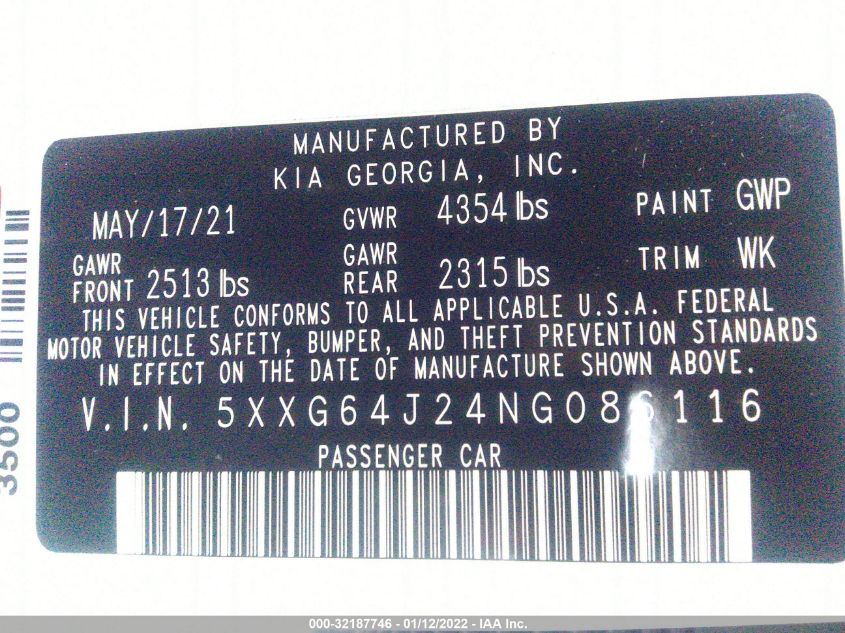 MANUFACTURED BY
KIA GEORGIA, INC.
MAY/17/21 GVWR 4354 lbs PAINT GWP
GAWR FRONT 2513 lbs GAWR REAR 2315 lbs TRIM WK
THIS VEHICLE CONFORMS TO ALL APPLICABLE U.S.A. FEDERAL
MOTOR VEHICLE SAFETY, BUMPER, AND THEFT PREVENTION STANDARDS
IN EFFECT ON THE DATE OF MANUFACTURE SHOWN ABOVE.
V.I.N. 5XXG64J24NG086116
PASSENGER CAR
3500
000-32187746 - 01/12/2022 - IAA Inc.